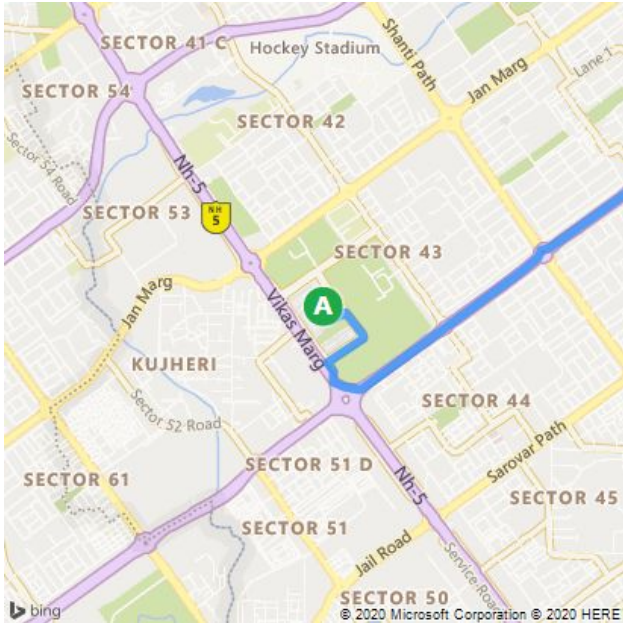 SECTOR 41 C
Hockey Stadium
Shanti Path
Jan Marg
Lane 1
SECTOR 54
SECTOR 42
Sector 54 Road
Nh-5
SECTOR 53
NH
5
SECTOR 43
Jan Marg
Vikas Marg
A
KUJHERI
SECTOR 44
Sector 52 Road
Sarovar Path
SECTOR 61
SECTOR 51 D
Nh-5
SECTOR 45
SECTOR 51
Jail Road
Service Road
SECTOR 50
bing
© 2020 Microsoft Corporation © 2020 HERE